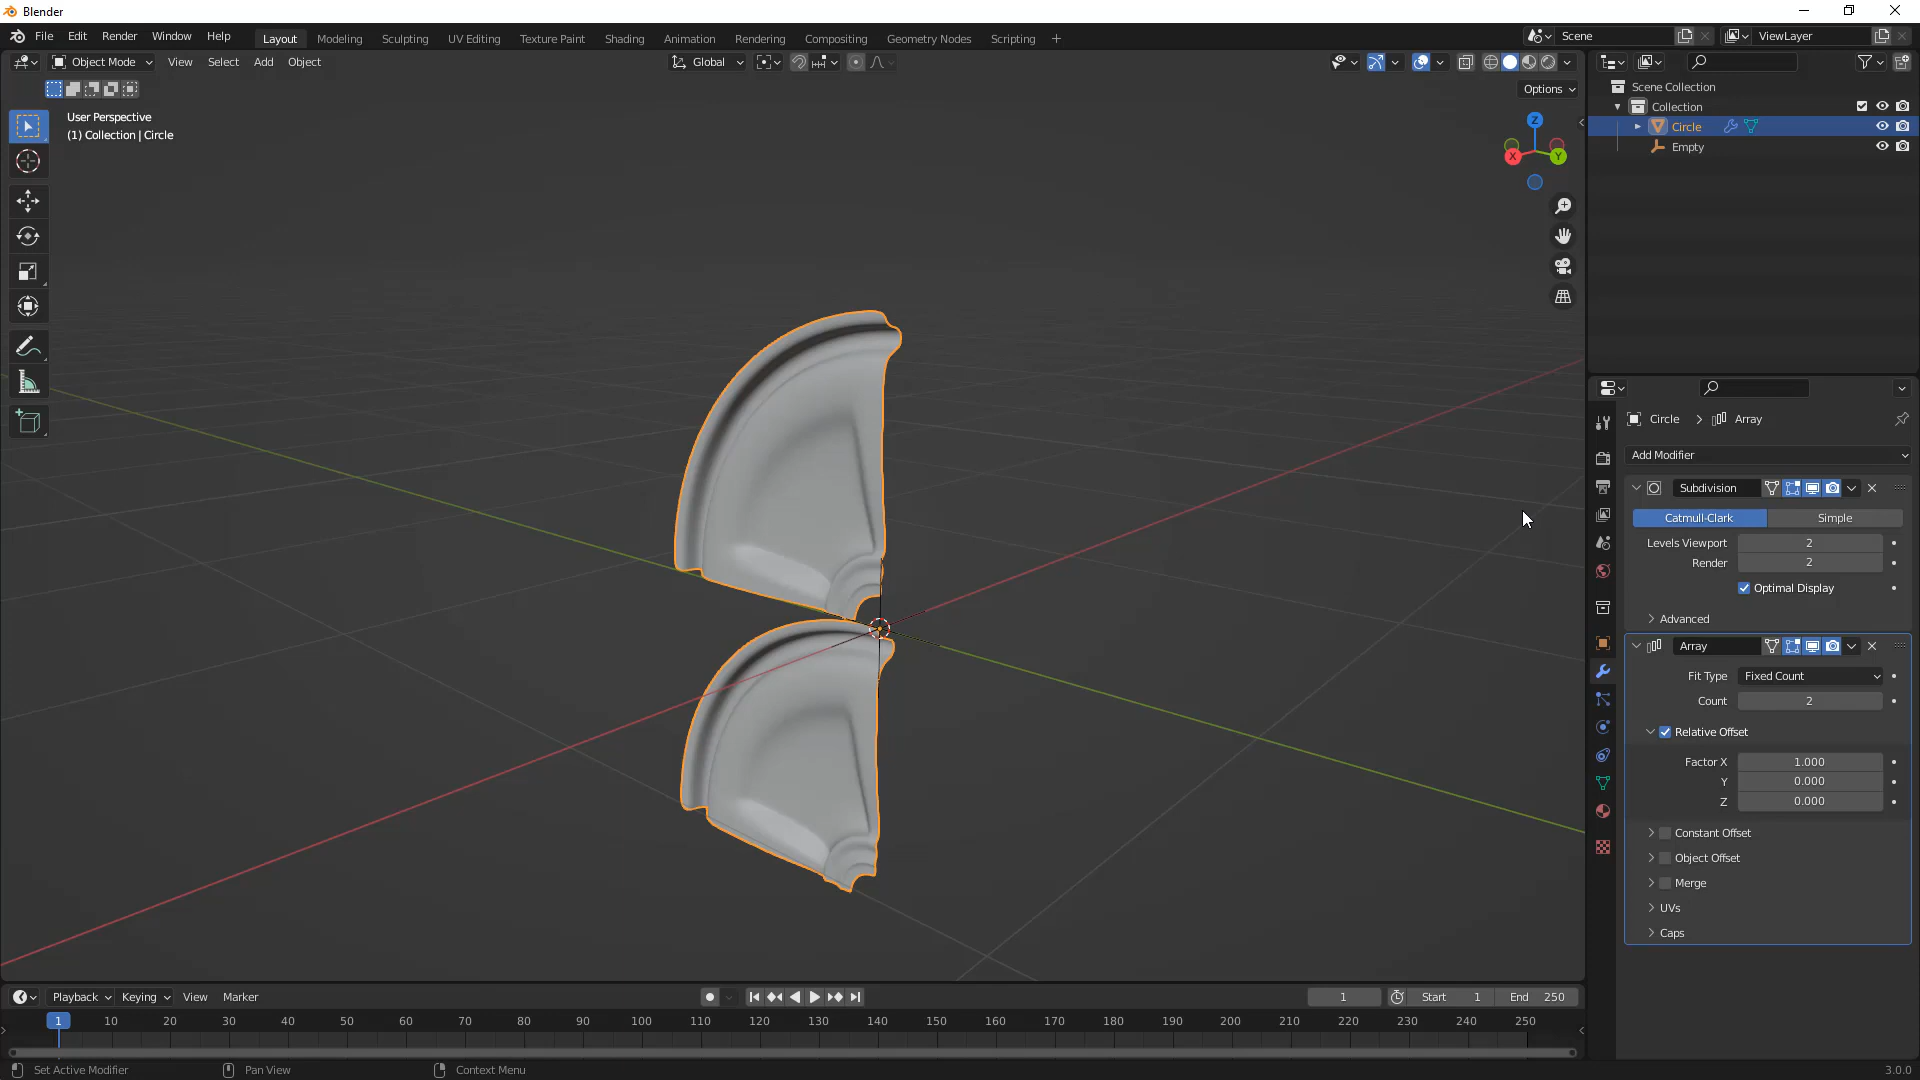 Blender
File Edit Render Window Help
Layout Modeling Sculpting UV Editing Texture Paint Shading Animation Rendering Compositing Geometry Nodes Scripting +
Scene
ViewLayer
Object Mode View Select Add Object
Global
Options
User Perspective
(1) Collection | Circle
Z
X
Y
Scene Collection
Collection
Circle
Empty
Circle > Array
Add Modifier
Subdivision
Catmull-Clark Simple
Levels Viewport 2
Render 2
Optimal Display
Advanced
Array
Fit Type Fixed Count
Count 2
Relative Offset
Factor X 1.000
Y 0.000
Z 0.000
Constant Offset
Object Offset
Merge
UVs
Caps
Playback Keying View Marker
1 Start 1 End 250
1 10 20 30 40 50 60 70 80 90 100 110 120 130 140 150 160 170 180 190 200 210 220 230 240 250
Set Active Modifier Pan View Context Menu 3.0.0